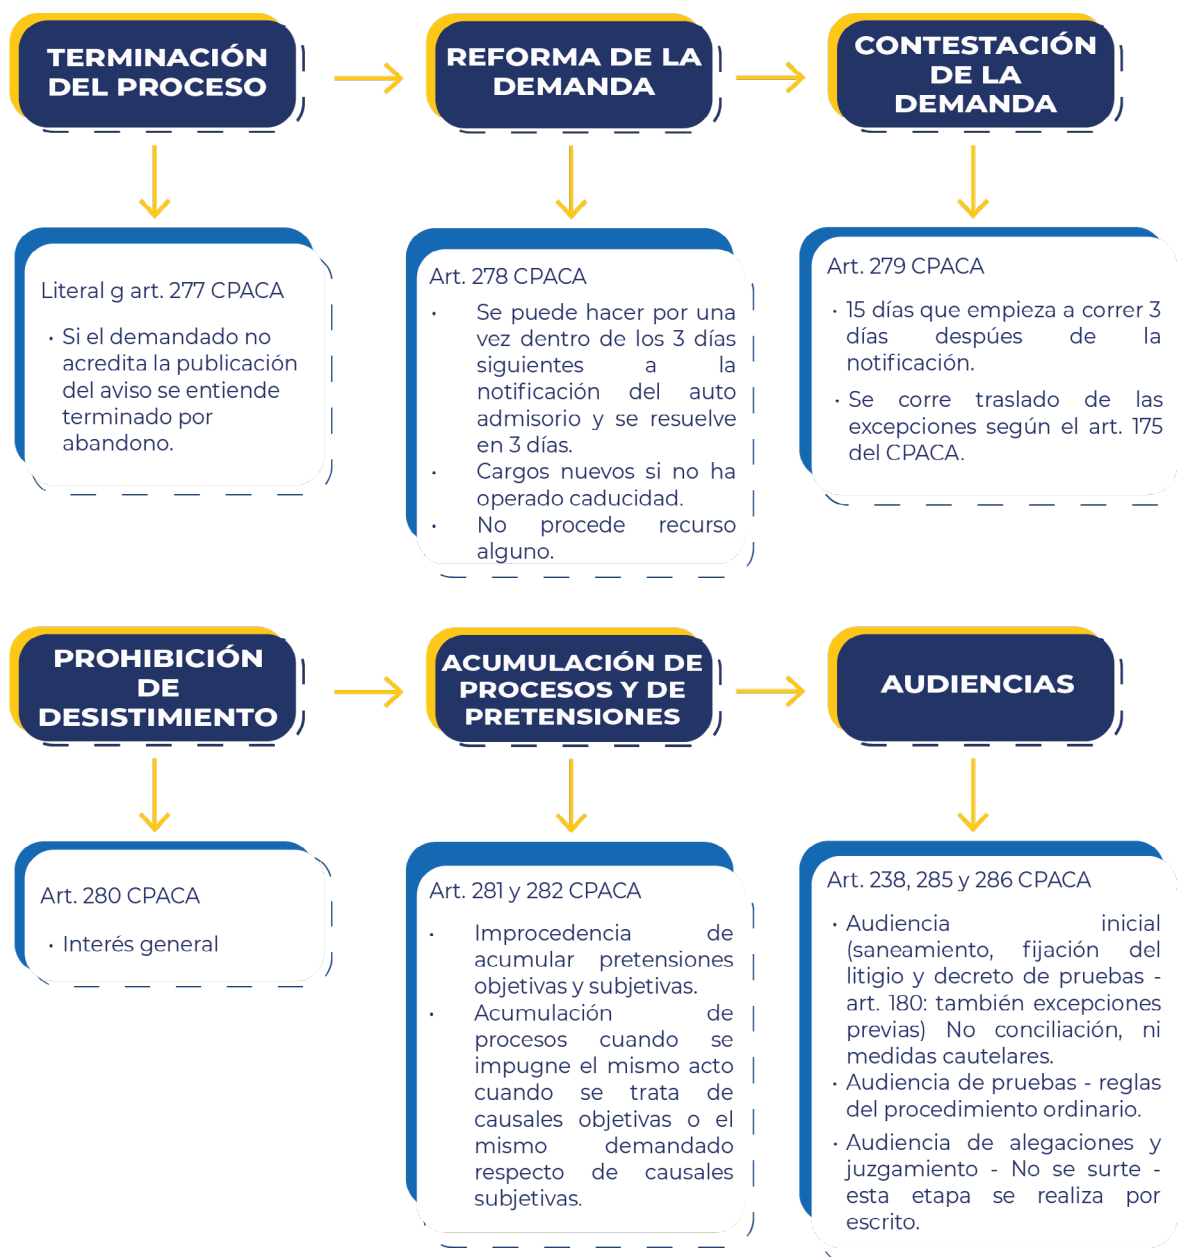 TERMINACIÓN
DEL PROCESO
REFORMA DE LA
DEMANDA
CONTESTACIÓN
DE LA
DEMANDA
Literal g art. 277 CPACA
• Si el demandado no
acredita la publicación
del aviso se entiende
terminado por
abandono.
Art. 278 CPACA
• Se puede hacer por una
vez dentro de los 3 días
siguientes a la
notificación del auto
admisorio y se resuelve
en 3 días.
• Cargos nuevos si no ha
operado caducidad.
• No procede recurso
alguno.
Art. 279 CPACA
• 15 días que empieza a correr 3
días despúes de la
notificación.
• Se corre traslado de las
excepciones según el art. 175
del CPACA.
PROHIBICIÓN
DE
DESISTIMIENTO
ACUMULACIÓN DE
PROCESOS Y DE
PRETENSIONES
AUDIENCIAS
Art. 280 CPACA
• Interés general
Art. 281 y 282 CPACA
• Improcedencia de
acumular pretensiones
objetivas y subjetivas.
• Acumulación de
procesos cuando se
impugne el mismo acto
cuando se trata de
causales objetivas o el
mismo demandado
respecto de causales
subjetivas.
Art. 238, 285 y 286 CPACA
• Audiencia inicial
(saneamiento, fijación del
litigio y decreto de pruebas -
art. 180: también excepciones
previas) No conciliación, ni
medidas cautelares.
• Audiencia de pruebas - reglas
del procedimiento ordinario.
• Audiencia de alegaciones y
juzgamiento - No se surte -
esta etapa se realiza por
escrito.